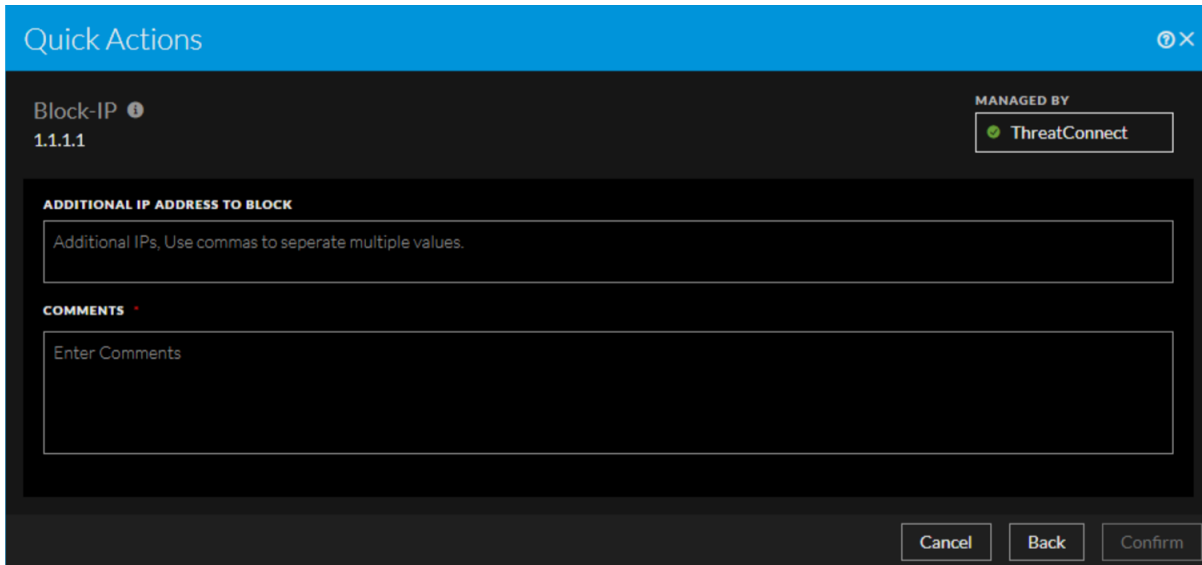 Quick Actions
Block-IP
1.1.1.1
MANAGED BY
ThreatConnect
ADDITIONAL IP ADDRESS TO BLOCK
Additional IPs, Use commas to seperate multiple values.
COMMENTS *
Enter Comments
Cancel Back Confirm